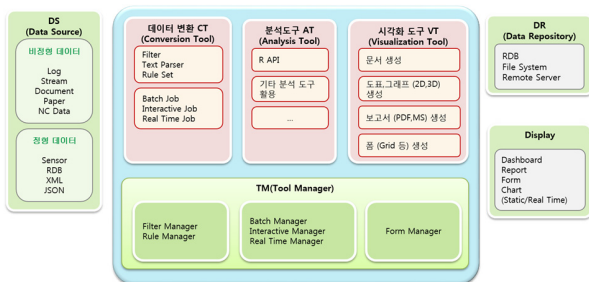 DS
(Data Source)
비정형 데이터
Log
Stream
Document
Paper
NC Data
정형 데이터
Sensor
RDB
XML
JSON
데이터 변환 CT
(Conversion Tool)
Filter
Text Parser
Rule Set
Batch Job
Interactive Job
Real Time Job
분석도구 AT
(Analysis Tool)
R API
기타 분석 도구
활용
...
시각화 도구 VT
(Visualization Tool)
문서 생성
도표,그래프 (2D,3D)
생성
보고서 (PDF,MS) 생성
폼 (Grid 등) 생성
TM(Tool Manager)
Filter Manager
Rule Manager
Batch Manager
Interactive Manager
Real Time Manager
Form Manager
DR
(Data Repository)
RDB
File System
Remote Server
Display
Dashboard
Report
Form
Chart
(Static/Real Time)